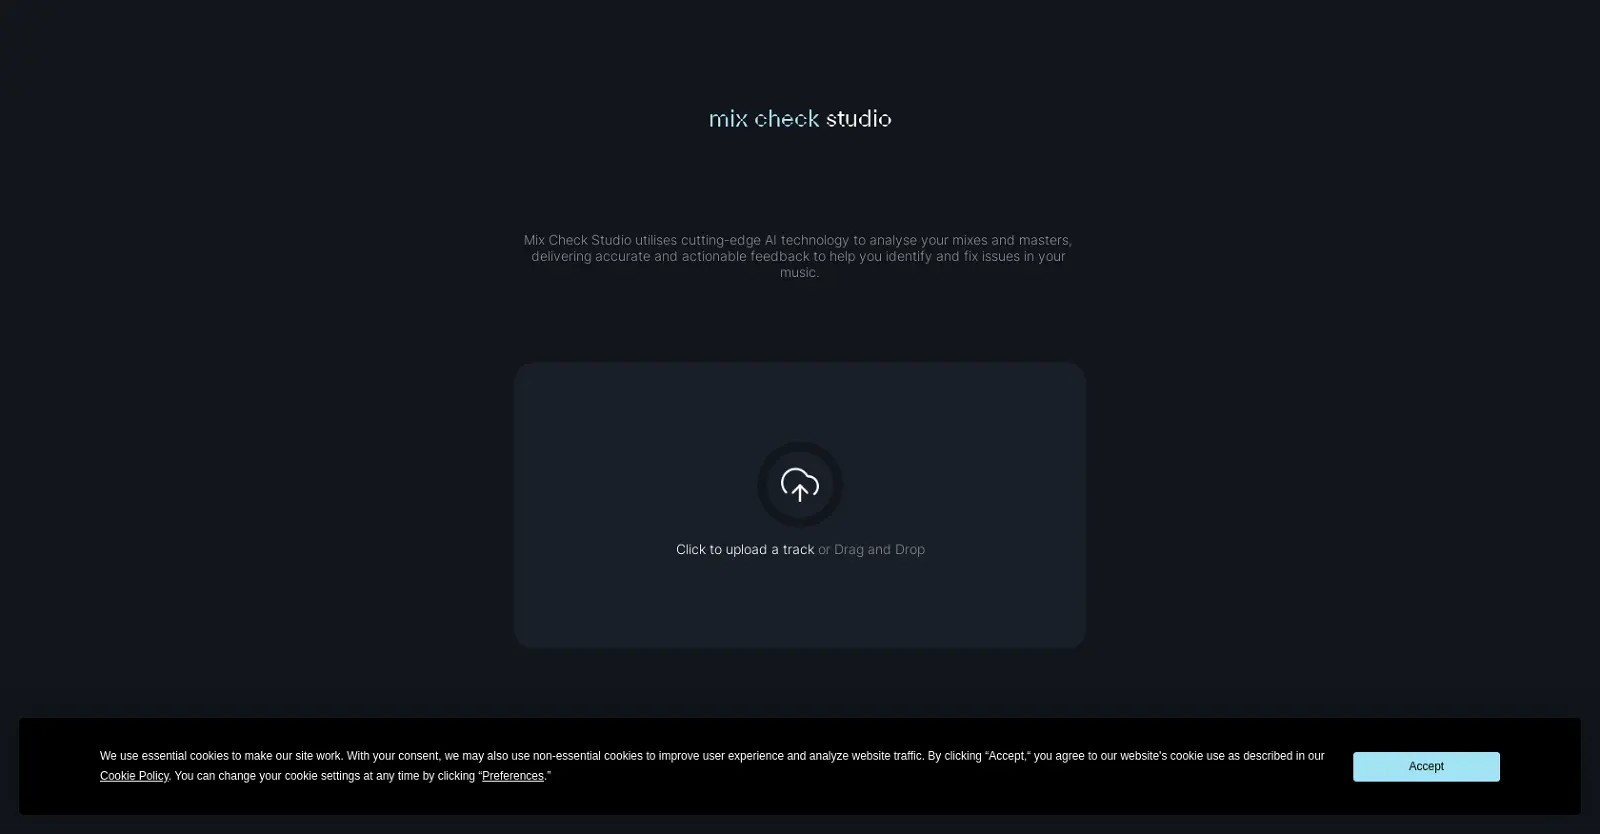 mix check studio
Mix Check Studio utilises cutting-edge AI technology to analyse your mixes and masters,
delivering accurate and actionable feedback to help you identify and fix issues in your
music.
Click to upload a track or Drag and Drop
We use essential cookies to make our site work. With your consent, we may also use non-essential cookies to improve user experience and analyze website traffic. By clicking “Accept,“ you agree to our website's cookie use as described in our
Cookie Policy. You can change your cookie settings at any time by clicking “Preferences.”
Accept